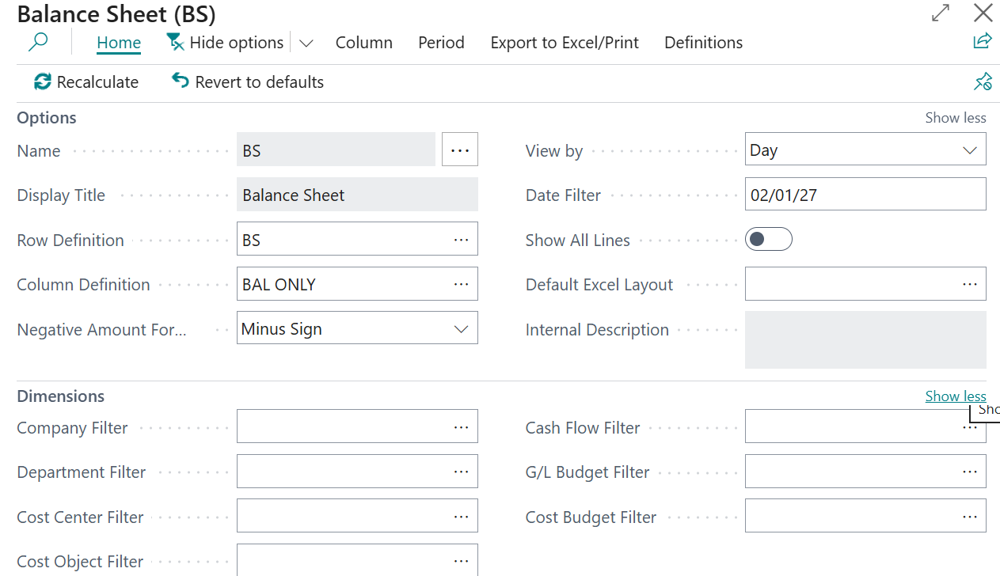 Balance Sheet (BS)
Home Hide options Column Period Export to Excel/Print Definitions
Recalculate Revert to defaults
Options Show less
Name BS ... View by Day
Display Title Balance Sheet Date Filter 02/01/27
Row Definition BS ... Show All Lines
Column Definition BAL ONLY ... Default Excel Layout ...
Negative Amount For... Minus Sign Internal Description
Dimensions Show less
Company Filter ... Cash Flow Filter ...
Department Filter ... G/L Budget Filter ...
Cost Center Filter ... Cost Budget Filter ...
Cost Object Filter ...